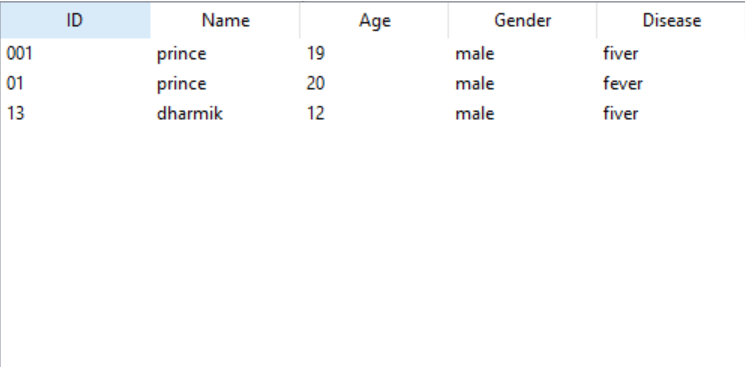 ID Name Age Gender Disease
001 prince 19 male fiver
01 prince 20 male fever
13 dharmik 12 male fiver